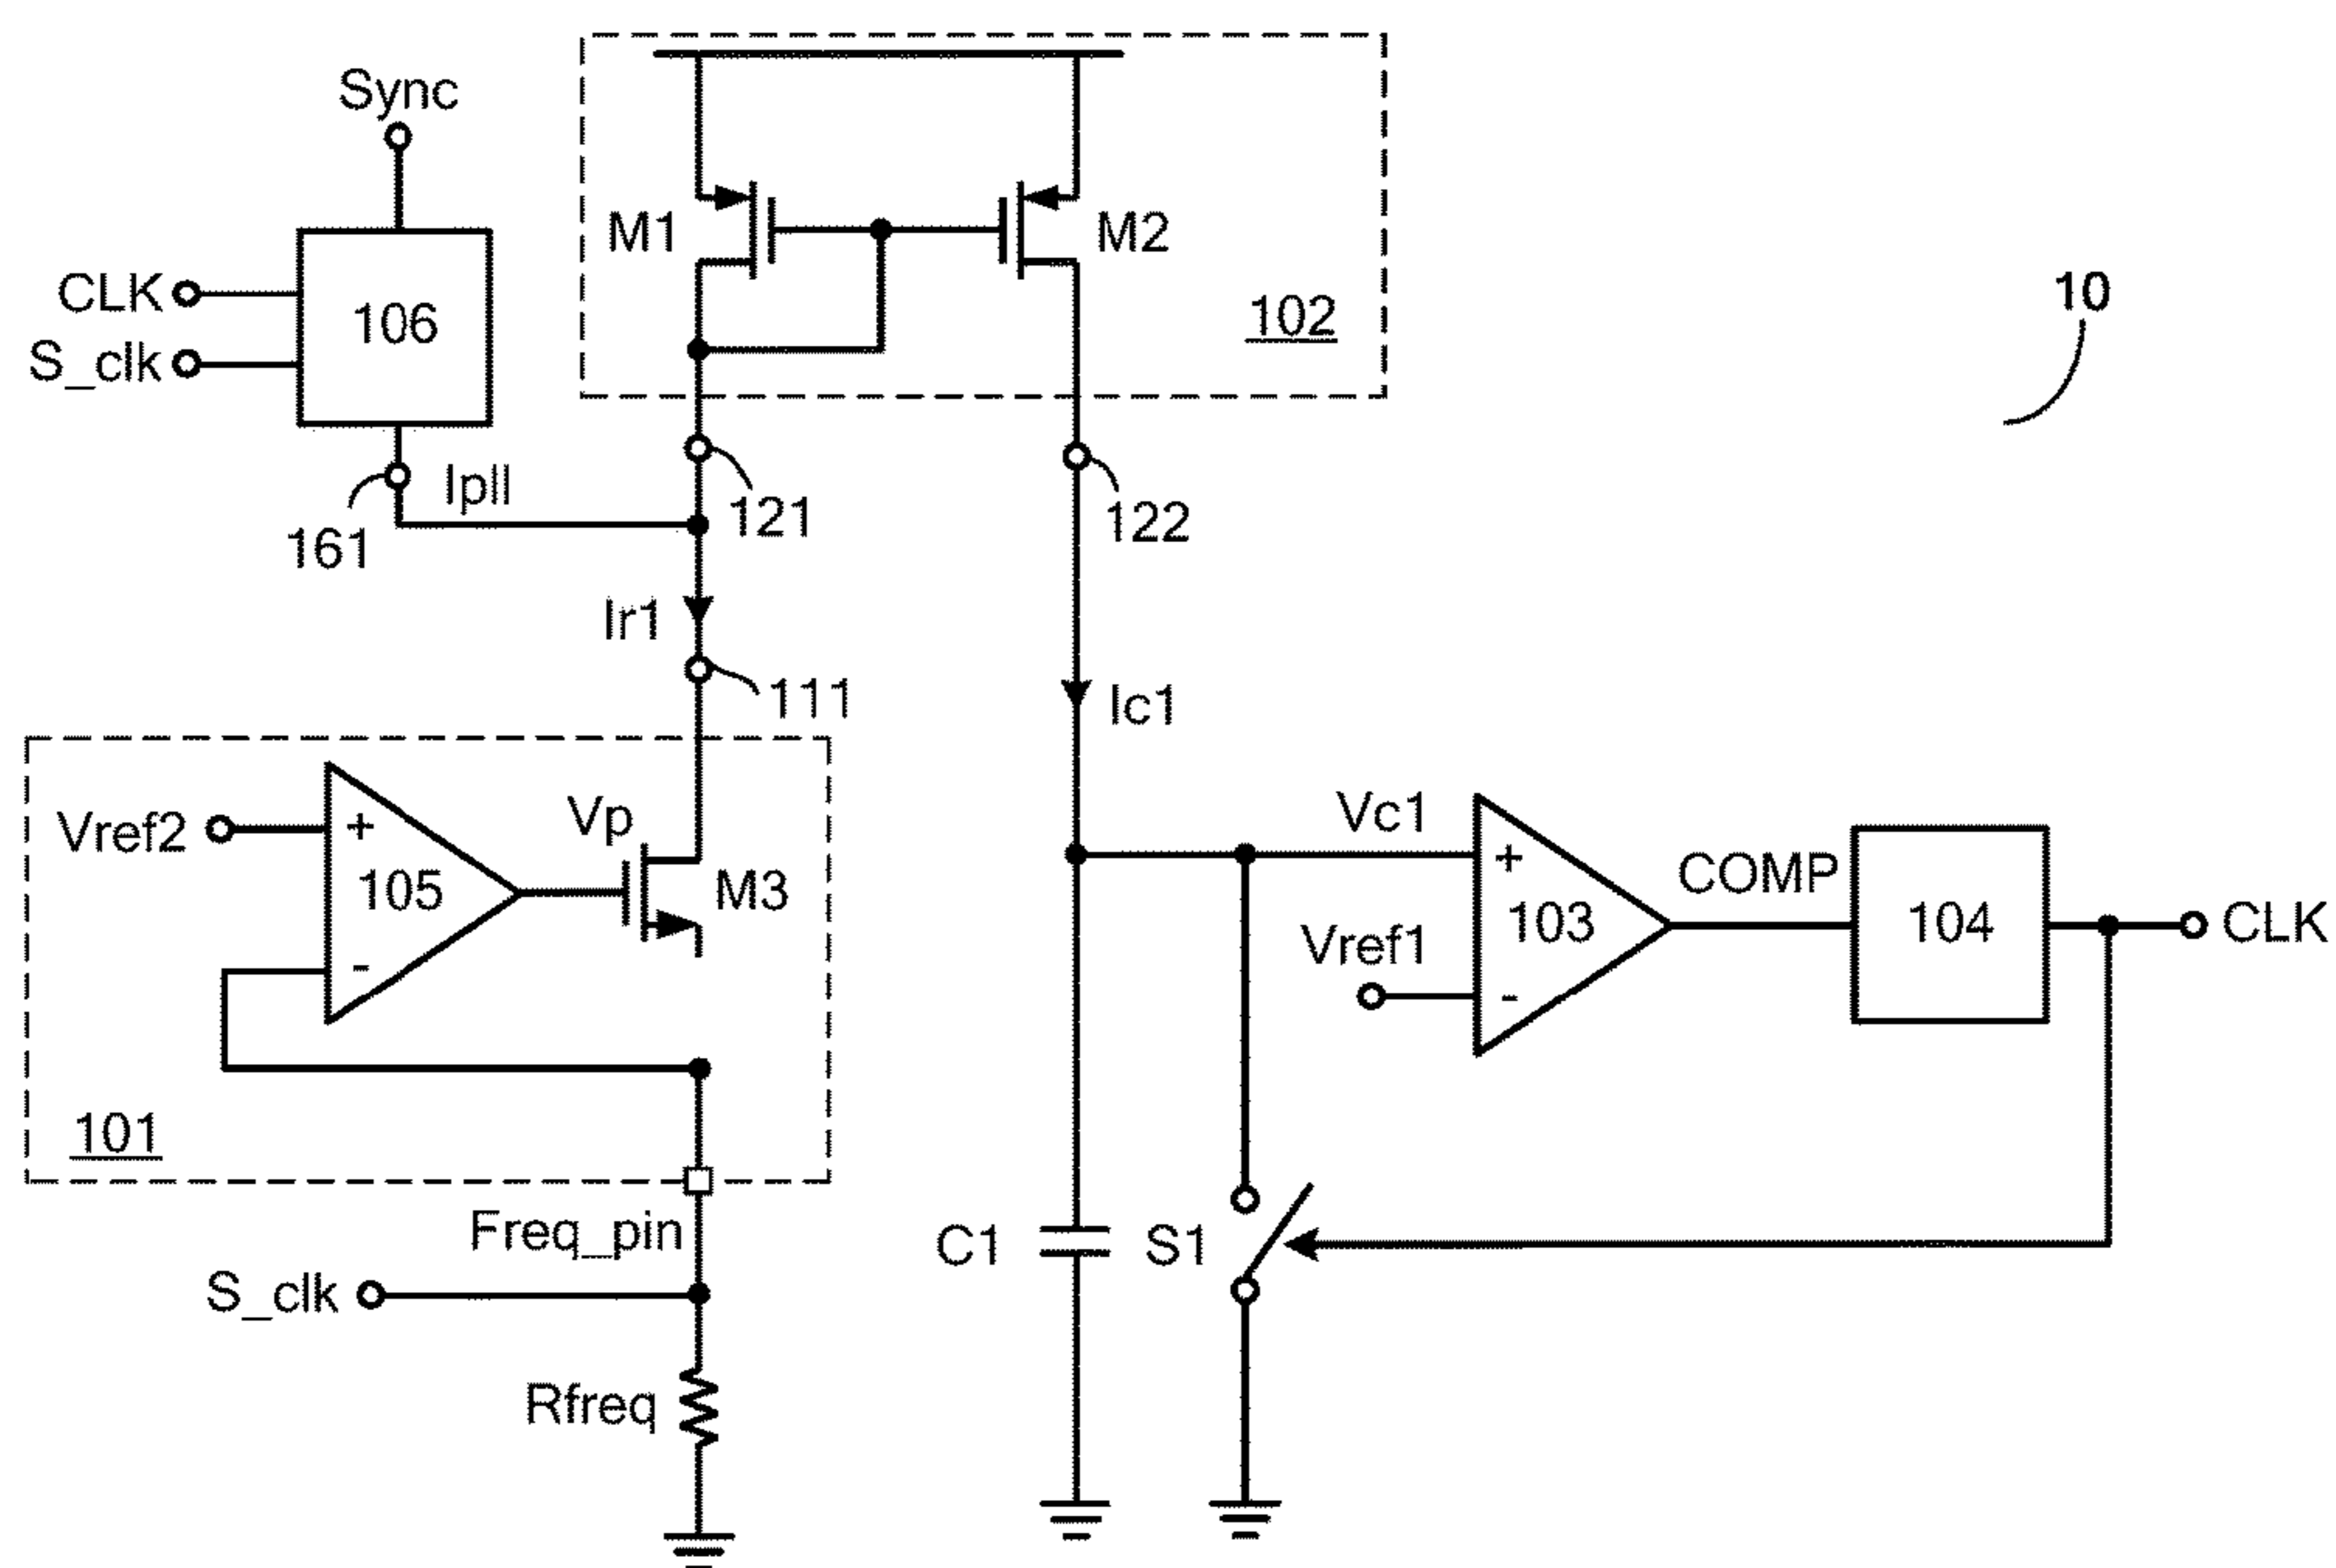 Sync
M1
M2
CLK
106
102
10
S_clk
Ipll
121
122
161
Ir1
111
Ic1
Vref2
+
105
Vp
M3
Vc1
+
103
COMP
104
CLK
Vref1
-
-
101
Freq_pin
C1
S1
S_clk
Rfreq